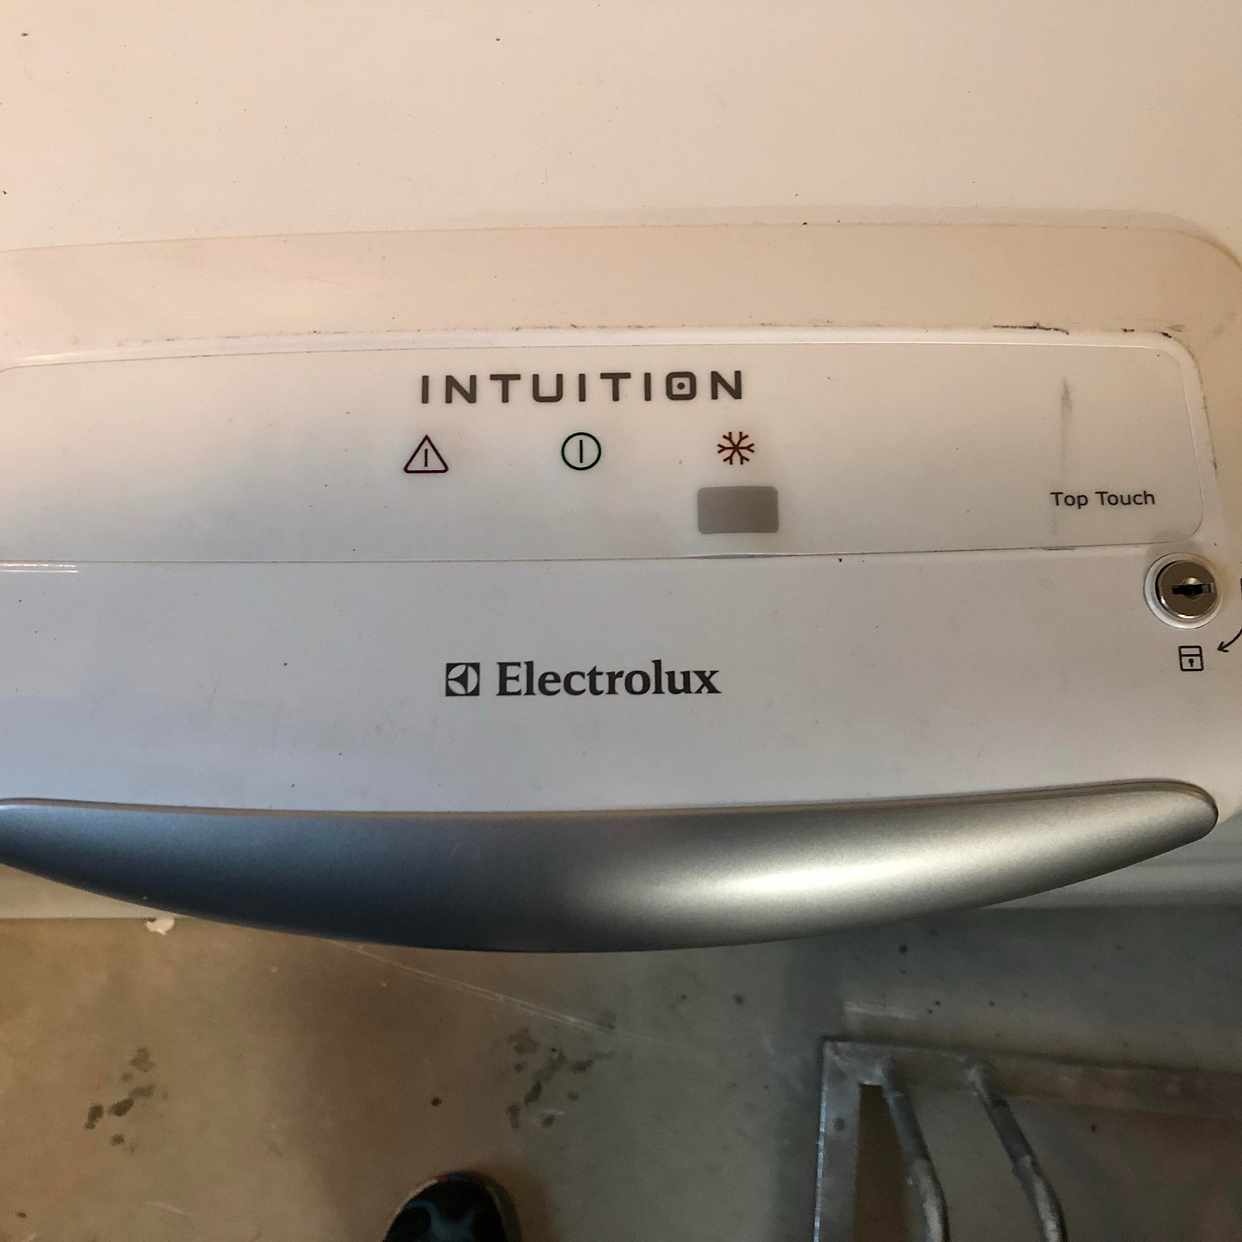 INTUITION
Top Touch
Electrolux